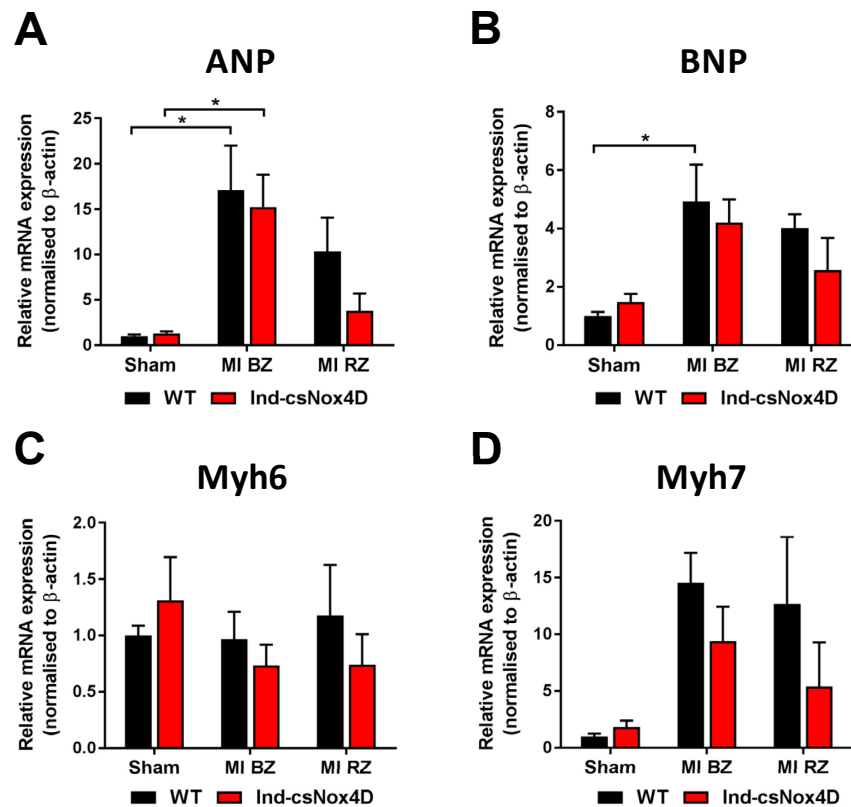 A
ANP
Relative mRNA expression
(normalised to β-actin)
25
20
15
10
5
0
*
*
Sham
MI BZ
MI RZ
WT
Ind-csNox4D
B
BNP
Relative mRNA expression
(normalised to β-actin)
8
6
4
2
0
*
Sham
MI BZ
MI RZ
WT
Ind-csNox4D
C
Myh6
Relative mRNA expression
(normalised to β-actin)
2.0
1.5
1.0
0.5
0.0
Sham
MI BZ
MI RZ
WT
Ind-csNox4D
D
Myh7
Relative mRNA expression
(normalised to β-actin)
20
15
10
5
0
Sham
MI BZ
MI RZ
WT
Ind-csNox4D